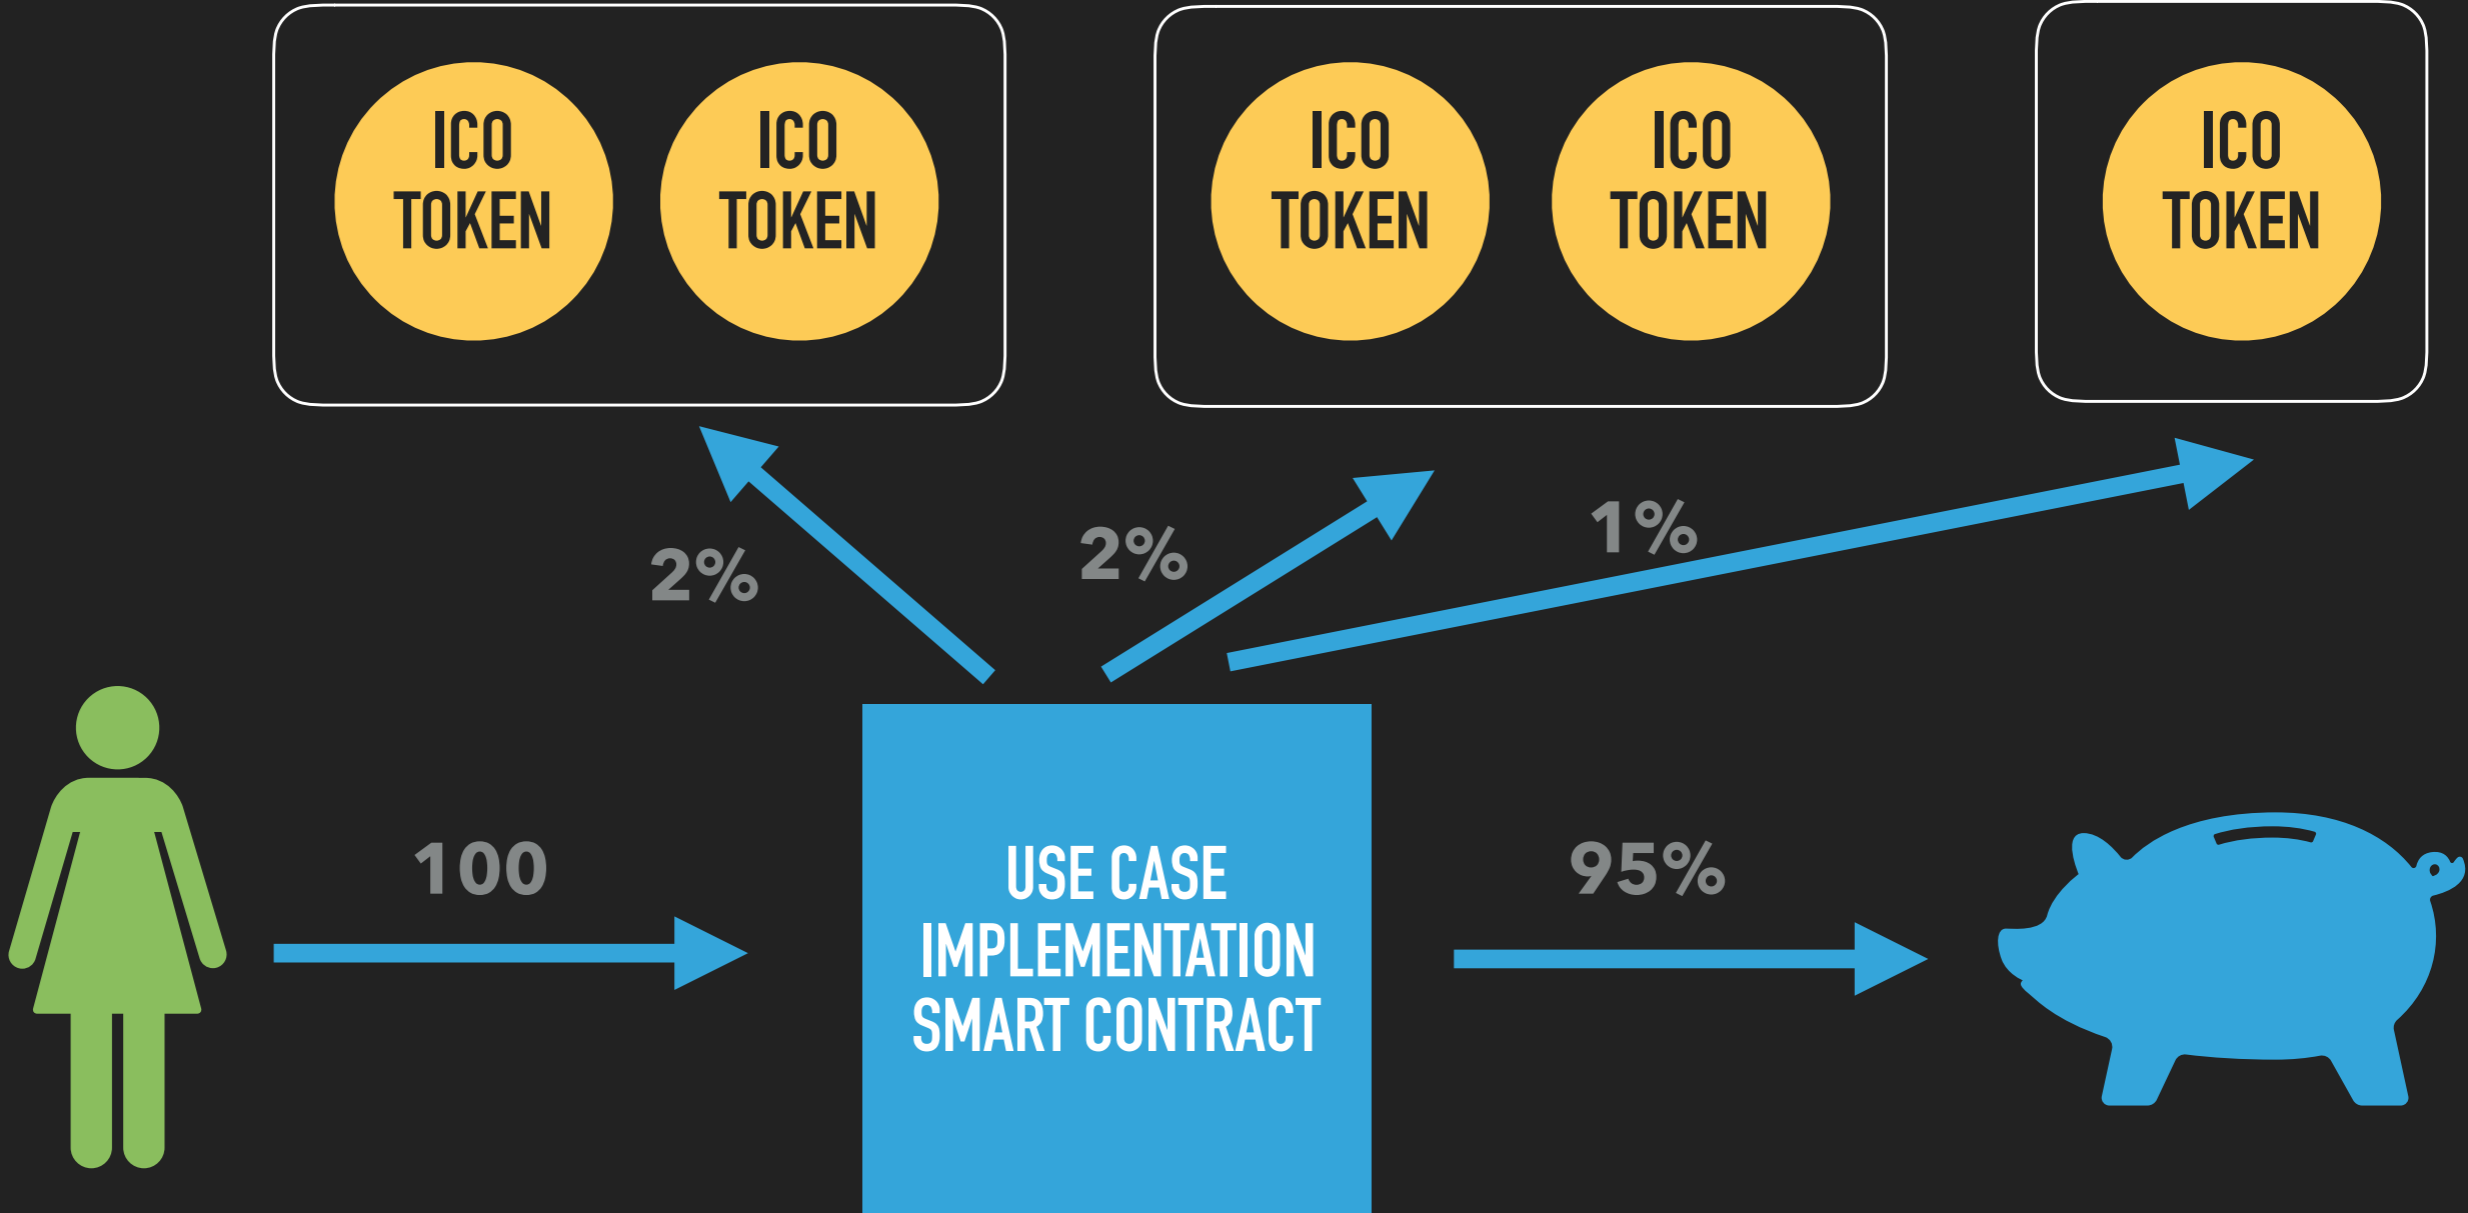 ICO
TOKEN
ICO
TOKEN
ICO
TOKEN
ICO
TOKEN
ICO
TOKEN
2%
2%
1%
100
USE CASE
IMPLEMENTATION
SMART CONTRACT
95%